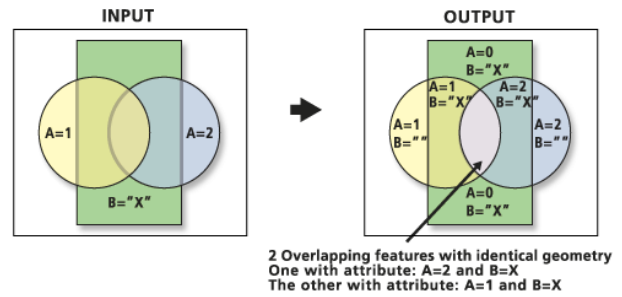 INPUT
OUTPUT
A=1
A=2
B="X"
A=0
B="X"
A=1
B="X"
A=2
B="X"
A=1
B=""
A=2
B=""
A=0
B="X"
2 Overlapping features with identical geometry
One with attribute: A=2 and B=X
The other with attribute: A=1 and B=X